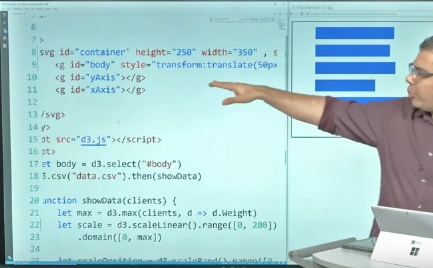 6
7
8 svg id="container" height="250" width="350" , s
9 <g id="body" style="transform:translate(50px
10 <g id="yAxis"></g>
11 <g id="xAxis"></g>
12
13 /svg>
14 y>
15 pt src="d3.js"></script>
16 pt>
17 et body = d3.select("#body")
18 3.csv("data.csv").then(showData)
19
20 unction showData(clients) {
21 let max = d3.max(clients, d => d.Weight)
22 let scale = d3.scaleLinear().range([0, 200])
23 .domain([0, max])